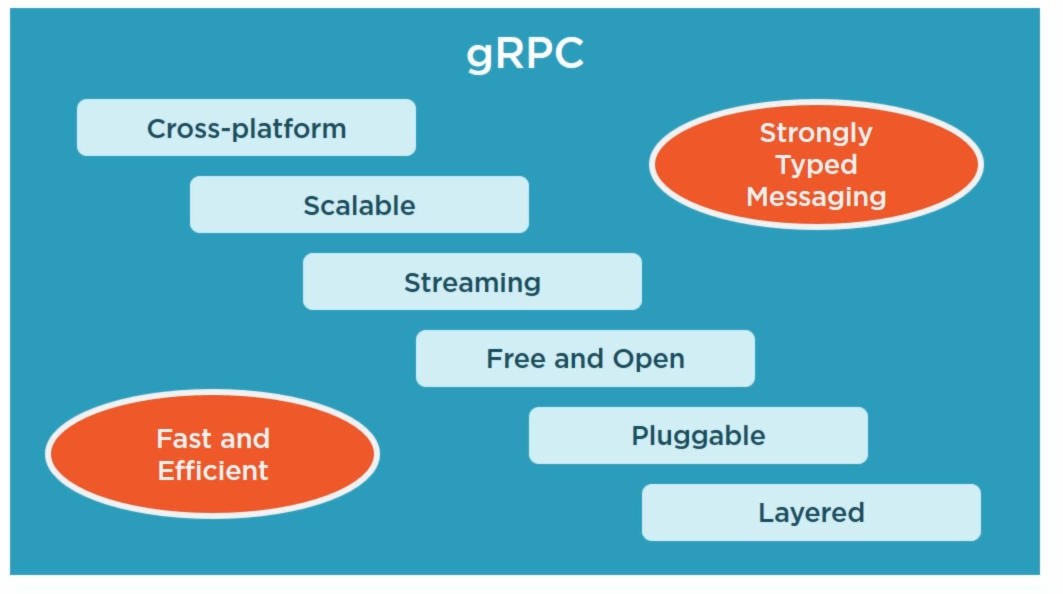 gRPC
Cross-platform
Strongly
Typed
Messaging
Scalable
Streaming
Free and Open
Fast and
Efficient
Pluggable
Layered